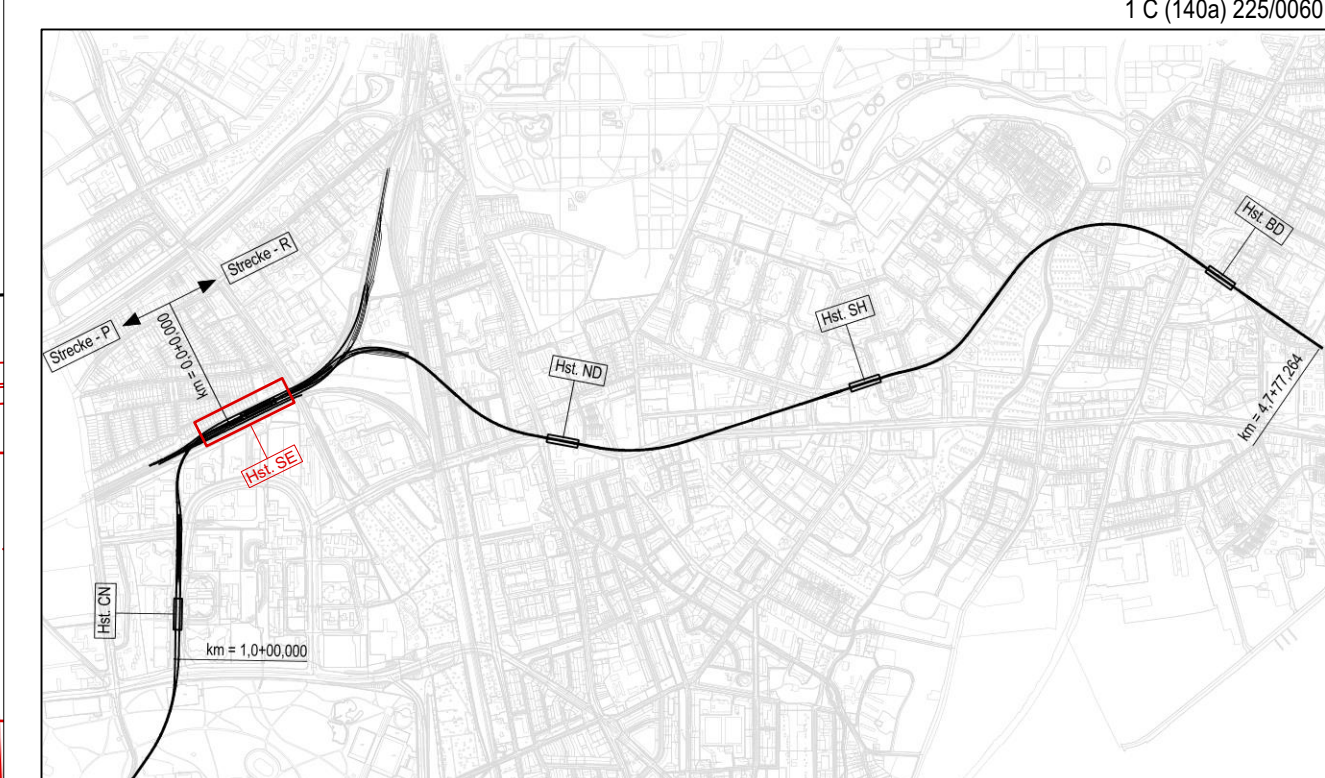 1 C (140a) 225/0060
Hst. BD
Strecke - R
Strecke - P
km = 0,0+0,000
Hst. SH
Hst. ND
km = 4,7+77,264
Hst. SE
Hst. CN
km = 1,0+00,000